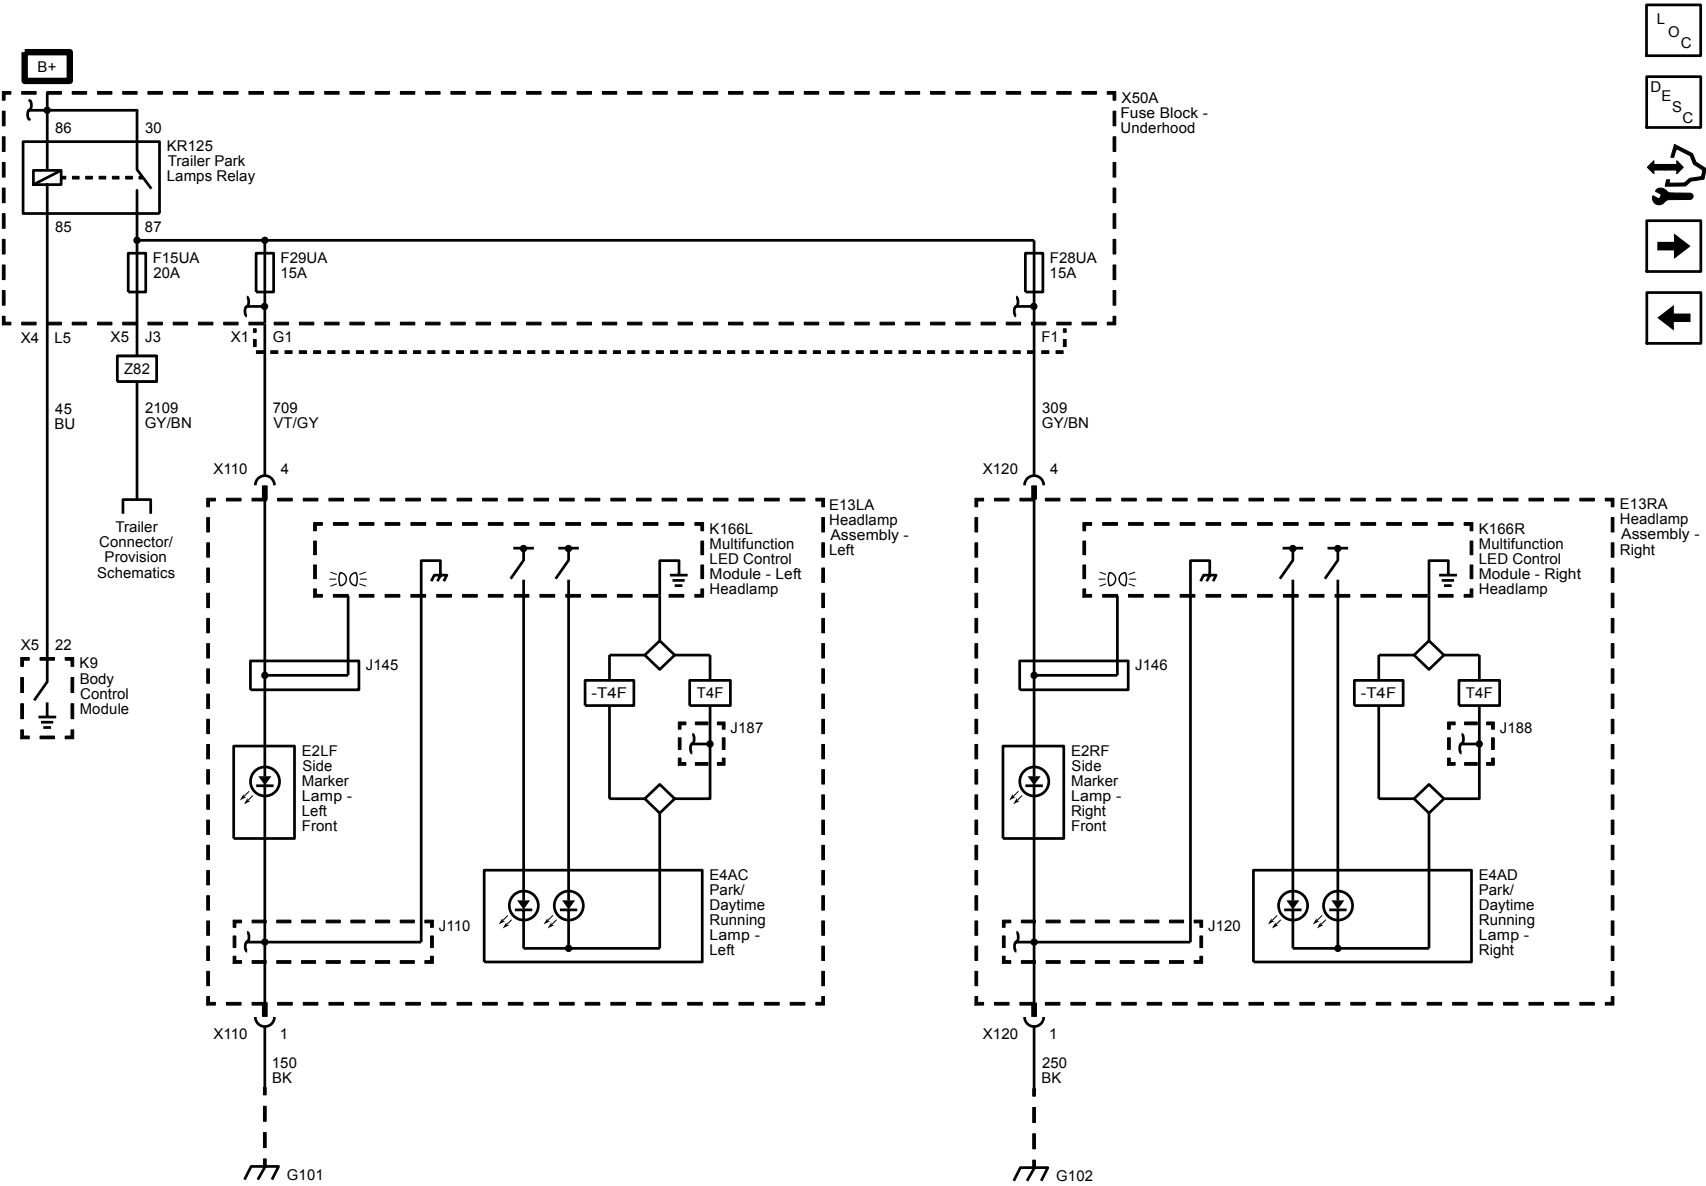 L
O
C
B+
X50A
Fuse Block -
Underhood
D
E
S
C
86
30
KR125
Trailer Park
Lamps Relay
85
87
F15UA
20A
F29UA
15A
F28UA
15A
X4
L5
X5
J3
X1
G1
F1
Z82
45
BU
2109
GY/BN
709
VT/GY
309
GY/BN
X110
4
X120
4
Trailer
Connector/
Provision
Schematics
E13LA
Headlamp
Assembly -
Left
K166L
Multifunction
LED Control
Module - Left
Headlamp
E13RA
Headlamp
Assembly -
Right
K166R
Multifunction
LED Control
Module - Right
Headlamp
X5
22
K9
Body
Control
Module
J145
-T4F
T4F
J187
J146
-T4F
T4F
J188
E2LF
Side
Marker
Lamp -
Left
Front
E2RF
Side
Marker
Lamp -
Right
Front
E4AC
Park/
Daytime
Running
Lamp -
Left
E4AD
Park/
Daytime
Running
Lamp -
Right
J110
J120
X110
1
X120
1
150
BK
250
BK
G101
G102